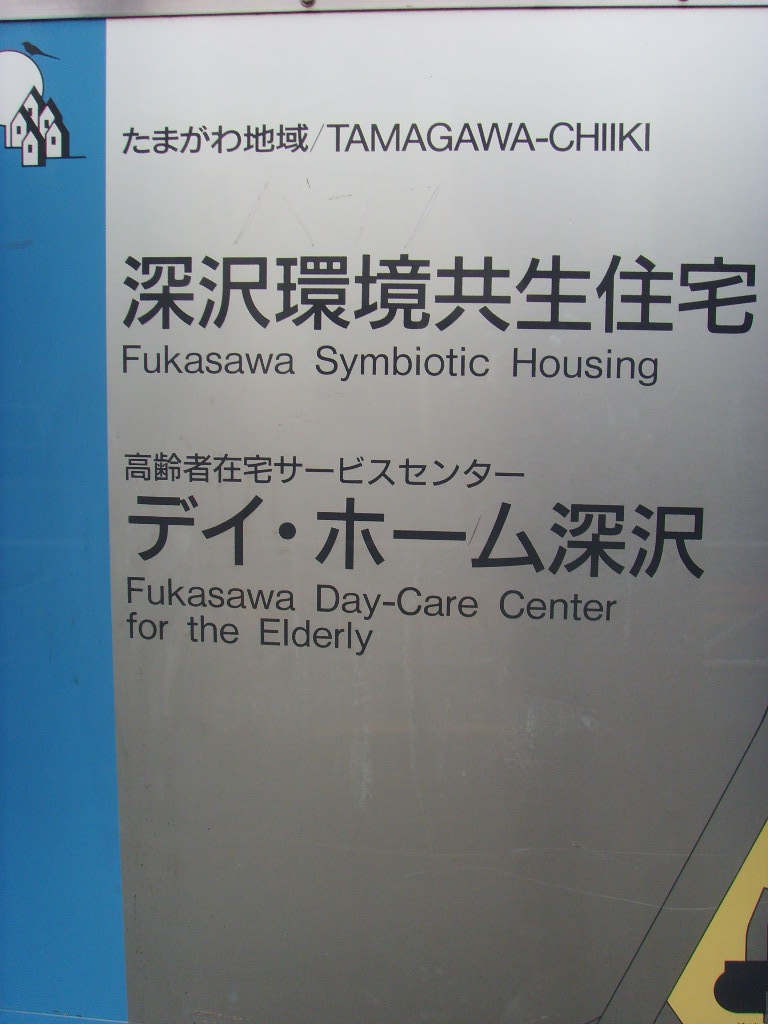 たまがわ地域/TAMAGAWA-CHIIKI
深沢環境共生住宅
Fukasawa Symbiotic Housing
高齢者在宅サービスセンター
デイ・ホーム深沢
Fukasawa Day-Care Center
for the Elderly